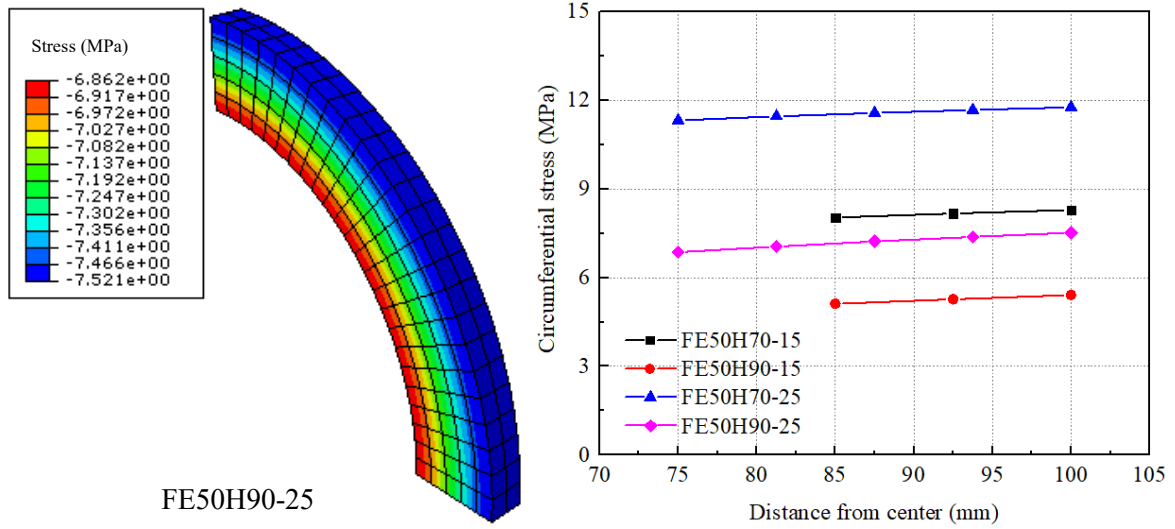 Stress (MPa)
-6.862e+00
-6.917e+00
-6.972e+00
-7.027e+00
-7.082e+00
-7.137e+00
-7.192e+00
-7.247e+00
-7.302e+00
-7.356e+00
-7.411e+00
-7.466e+00
-7.521e+00
FE50H90-25
Circumferential stress (MPa)
15
12
9
6
3
0
FE50H70-15
FE50H90-15
FE50H70-25
FE50H90-25
70 75 80 85 90 95 100 105
Distance from center (mm)